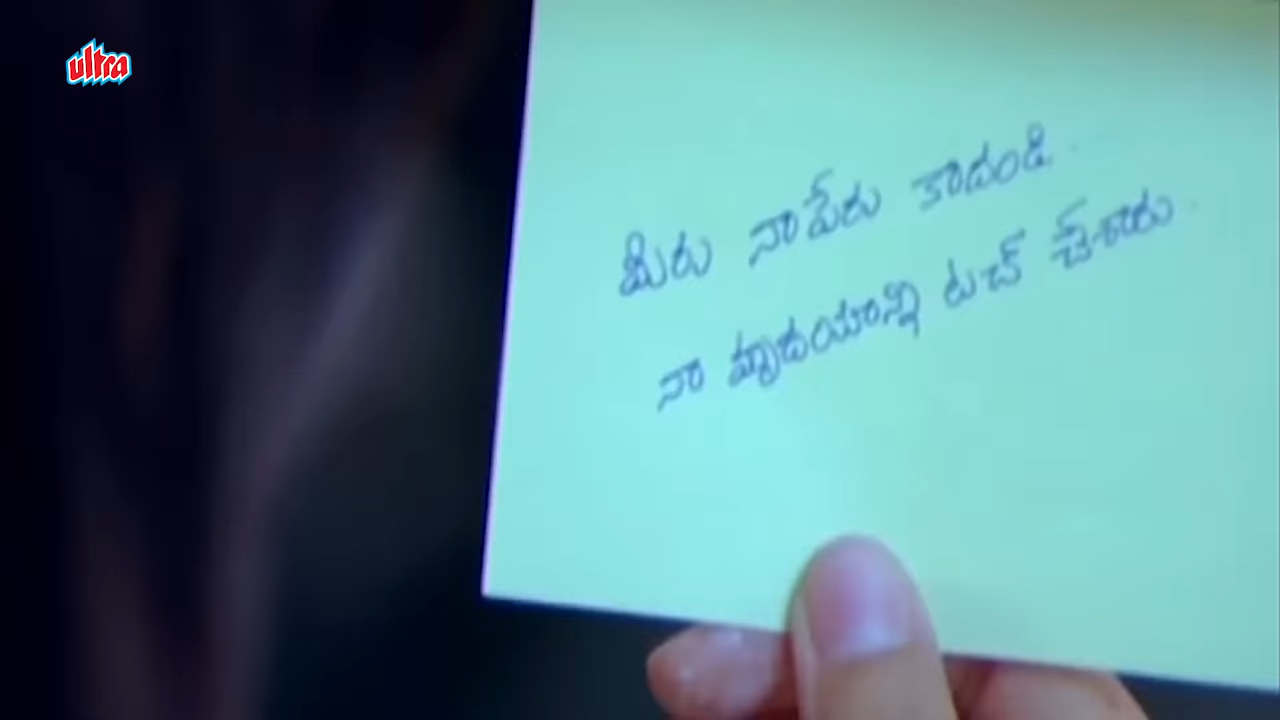 ultra
మీరు నాపేరు కాదండి
నా హృదయాన్ని టచ్ చేశారు